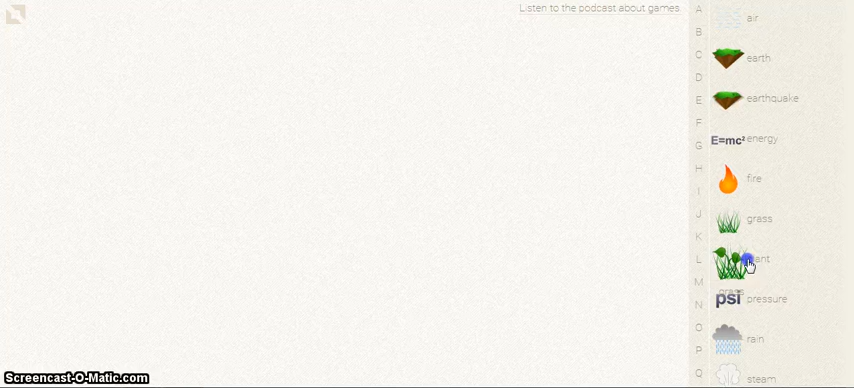 Listen to the podcast about games.
A
B
C
D
E
F
G
H
I
J
K
L
M
N
O
P
Q
air
earth
earthquake
E=mc² energy
fire
grass
grass
psi pressure
rain
steam
Screencast-O-Matic.com